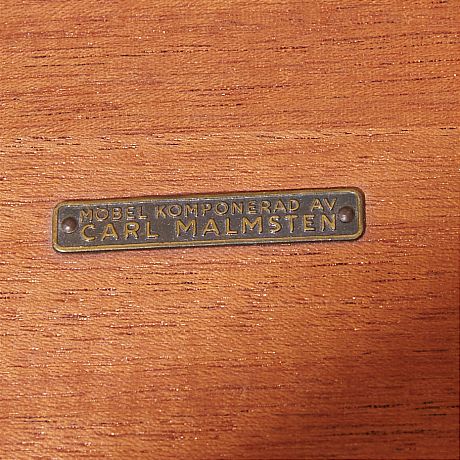 MÖBEL KOMPONERAD AV
CARL MALMSTEN